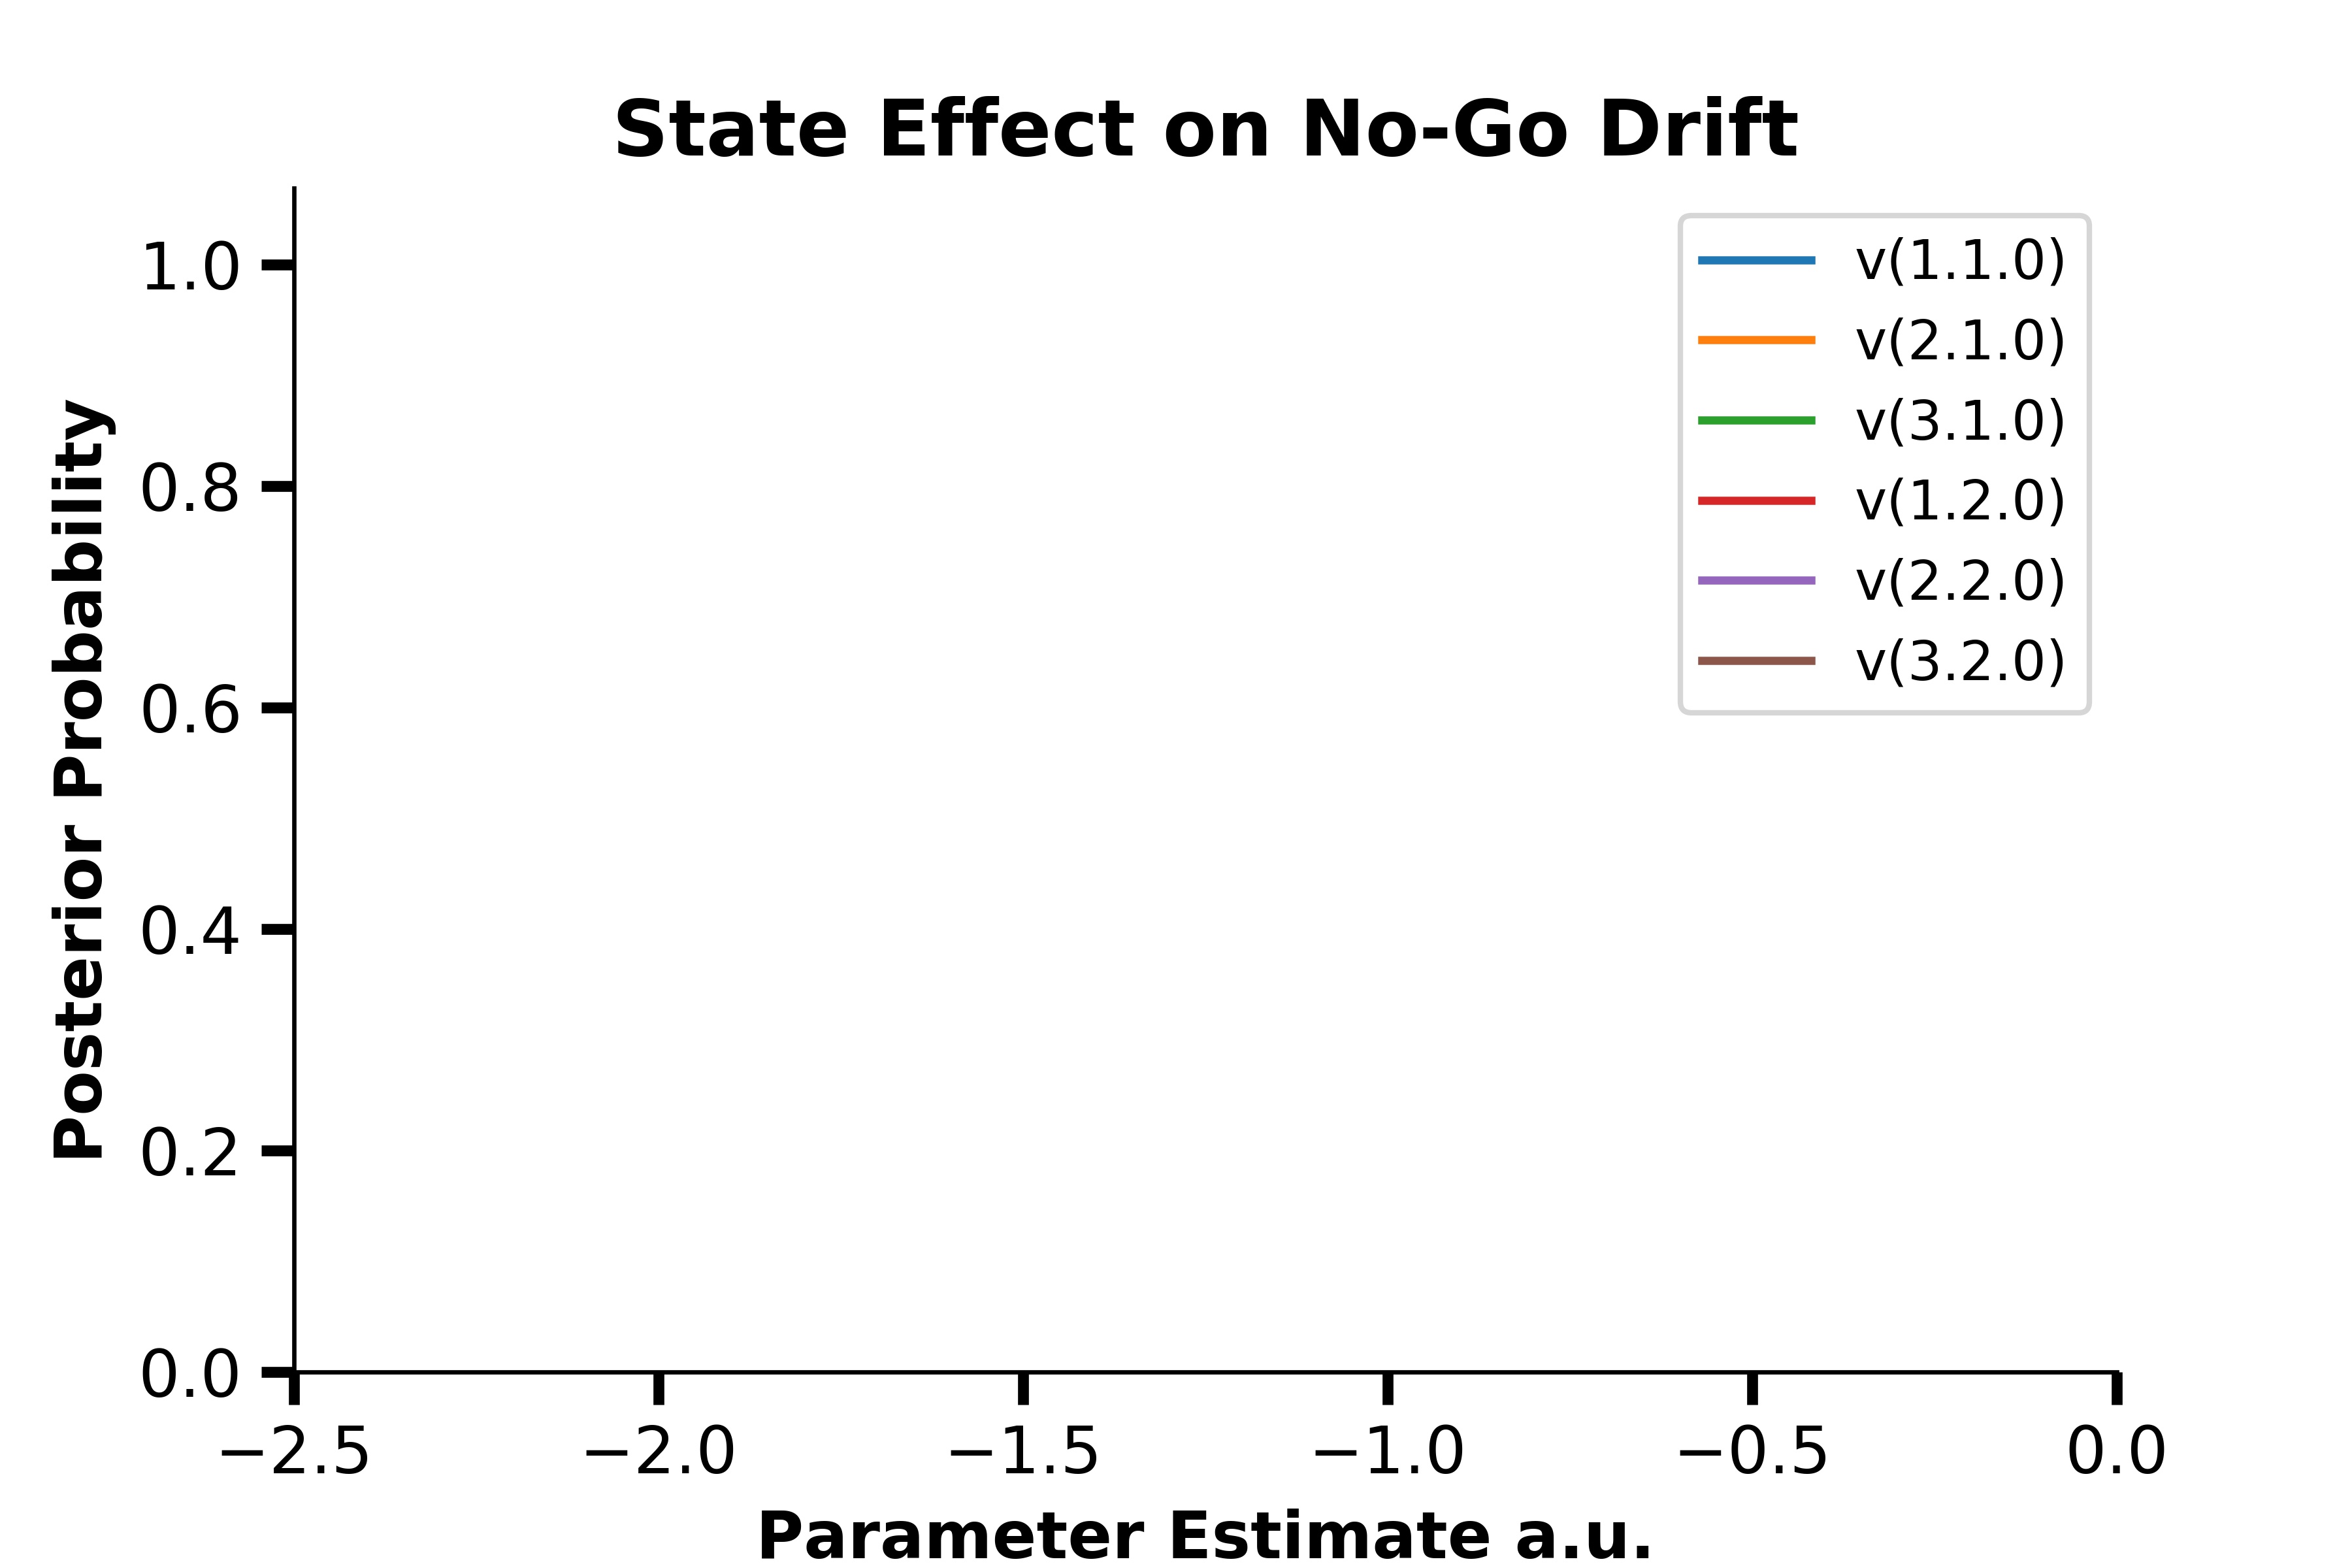 State Effect on No-Go Drift
Posterior Probability
1.0
0.8
0.6
0.4
0.2
0.0
v(1.1.0)
v(2.1.0)
v(3.1.0)
v(1.2.0)
v(2.2.0)
v(3.2.0)
−2.5 −2.0 −1.5 −1.0 −0.5 0.0
Parameter Estimate a.u.